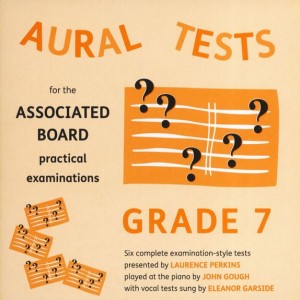 AURAL TESTS
for the
ASSOCIATED
BOARD
practical
examinations
GRADE 7
Six complete examination-style tests
presented by LAURENCE PERKINS
played at the piano by JOHN GOUGH
with vocal tests sung by ELEANOR GARSIDE